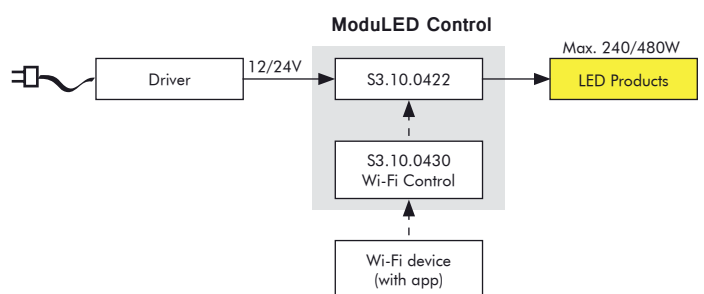 ModuLED Control
Max. 240/480W
12/24V
Driver
S3.10.0422
LED Products
S3.10.0430
Wi-Fi Control
Wi-Fi device
(with app)